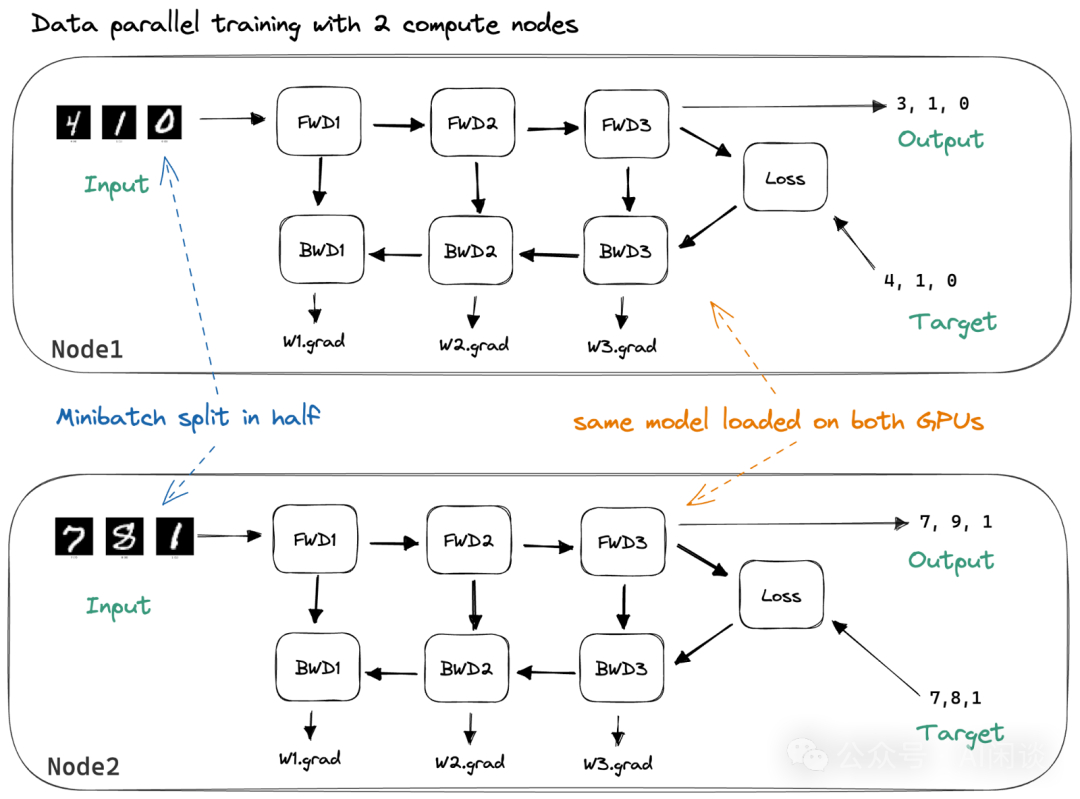 Data parallel training with 2 compute nodes
4 1 0
Input
FWD1
FWD2
FWD3
3, 1, 0
Output
Loss
BWD1
BWD2
BWD3
4, 1, 0
Target
W1.grad
W2.grad
W3.grad
Node1
Minibatch split in half
same model loaded on both GPUs
7 8 1
Input
FWD1
FWD2
FWD3
7, 9, 1
Output
Loss
BWD1
BWD2
BWD3
7,8,1
Target
W1.grad
W2.grad
W3.grad
Node2
公众号
闲谈